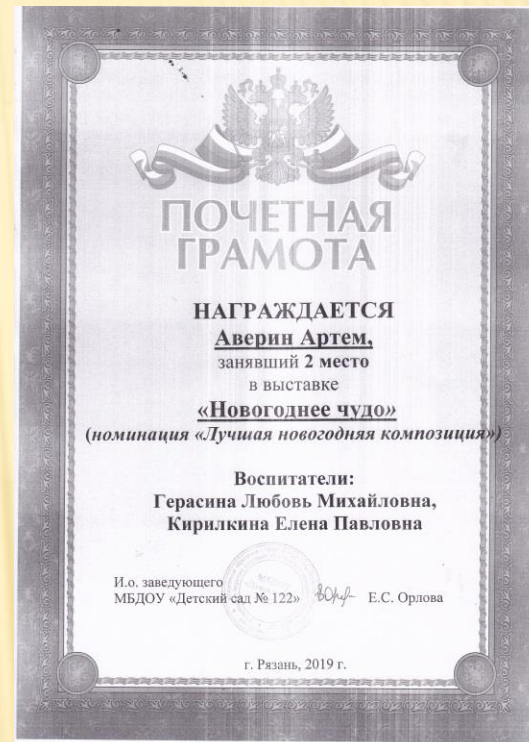 ПОЧЕТНАЯ
ГРАМОТА
НАГРАЖДАЕТСЯ
Аверин Артем,
занявший 2 место
в выставке
«Новогоднее чудо»
(номинация «Лучшая новогодняя композиция»)
Воспитатели:
Герасина Любовь Михайловна,
Кирилкина Елена Павловна
И.о. заведующего
МБДОУ «Детский сад № 122» Е.С. Орлова
г. Рязань, 2019 г.